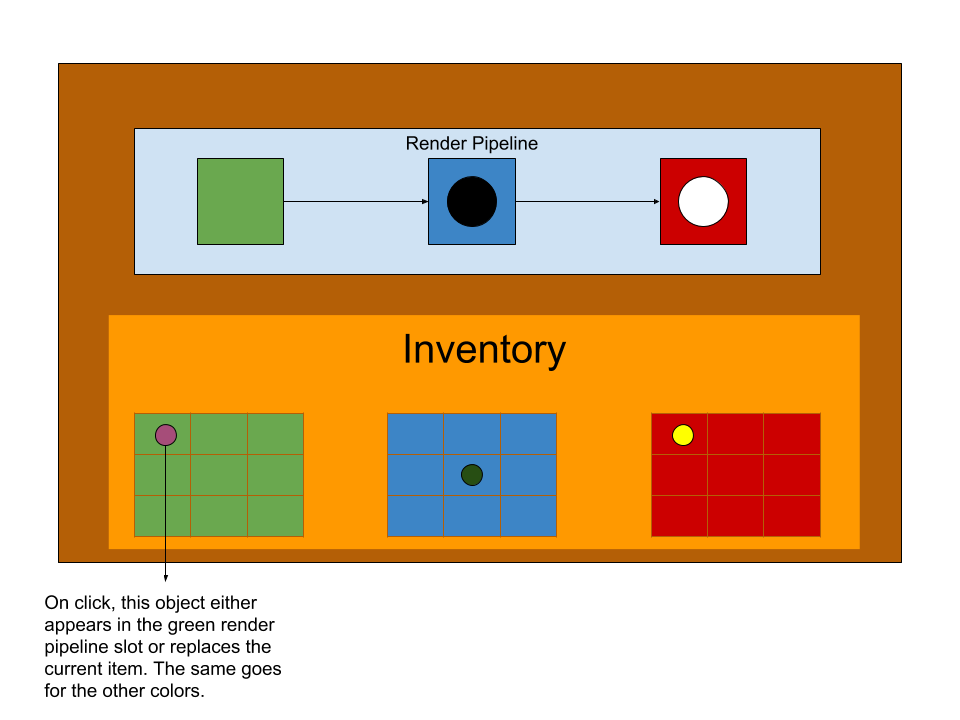 Render Pipeline
Inventory
On click, this object either
appears in the green render
pipeline slot or replaces the
current item. The same goes
for the other colors.